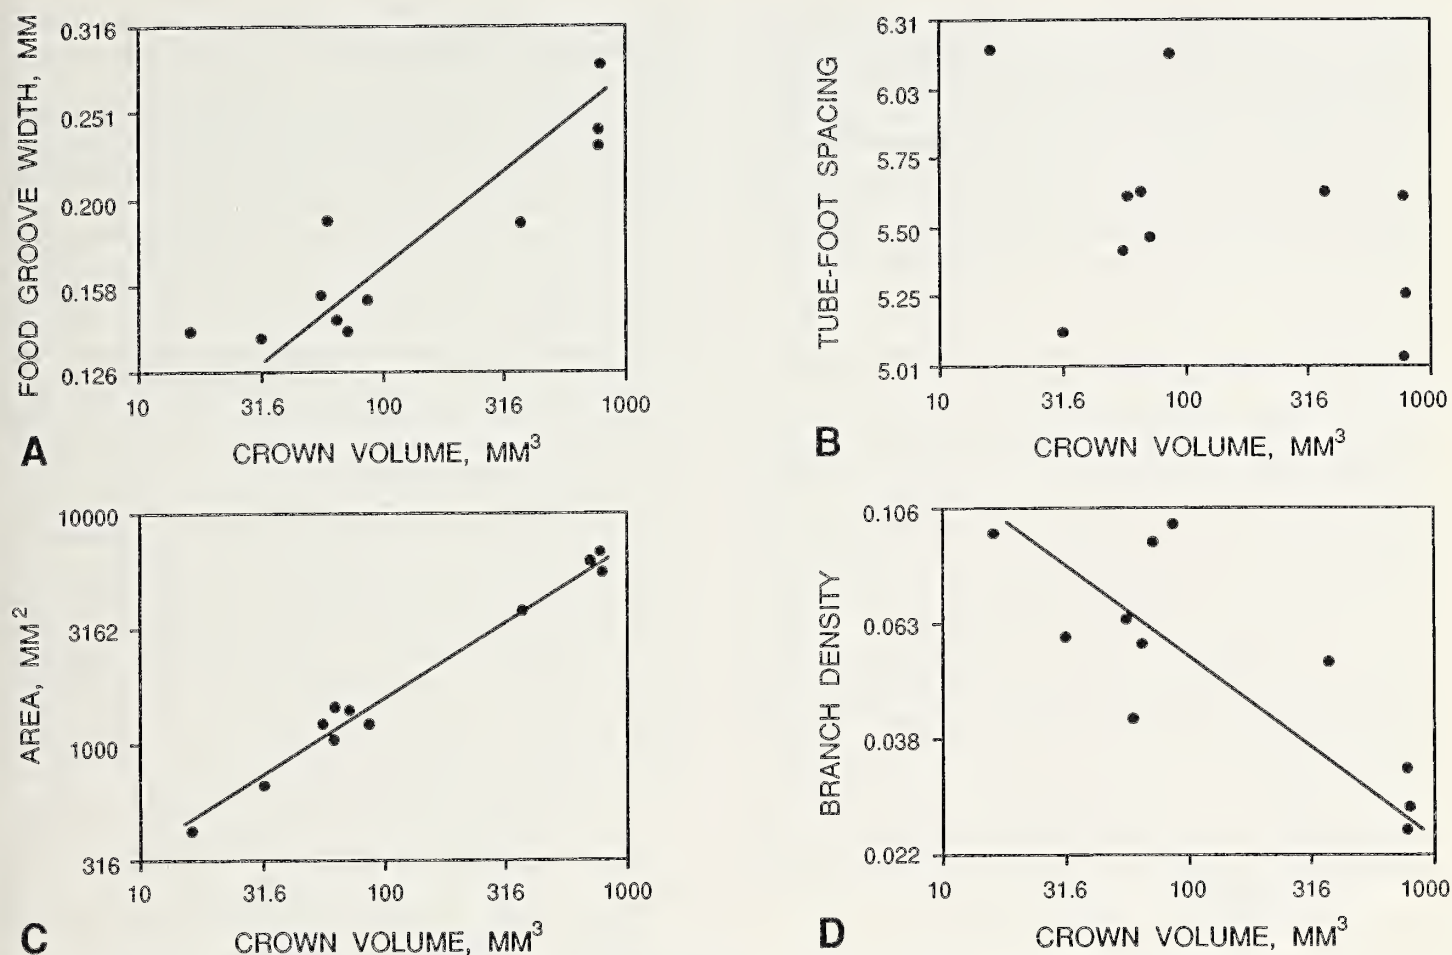 FOOD GROOVE WIDTH, MM
0.316
0.251
0.200
0.158
0.126
10 31.6 100 316 1000
A CROWN VOLUME, MM³
TUBE-FOOT SPACING
6.31
6.03
5.75
5.50
5.25
5.01
10 31.6 100 316 1000
B CROWN VOLUME, MM³
AREA, MM²
10000
3162
1000
316
10 31.6 100 316 1000
C CROWN VOLUME, MM³
BRANCH DENSITY
0.106
0.063
0.038
0.022
10 31.6 100 316 1000
D CROWN VOLUME, MM³